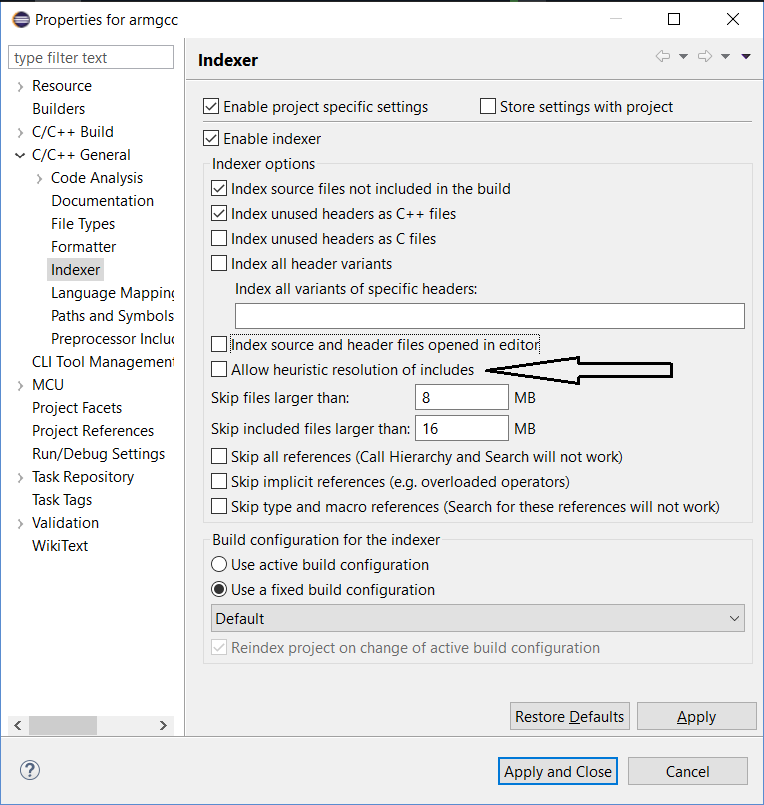 Properties for armgcc
type filter text
Resource
Builders
C/C++ Build
C/C++ General
Code Analysis
Documentation
File Types
Formatter
Indexer
Language Mapping
Paths and Symbols
Preprocessor Includ
CLI Tool Management
MCU
Project Facets
Project References
Run/Debug Settings
Task Repository
Task Tags
Validation
WikiText
Indexer
Enable project specific settings
Store settings with project
Enable indexer
Indexer options
Index source files not included in the build
Index unused headers as C++ files
Index unused headers as C files
Index all header variants
Index all variants of specific headers:
Index source and header files opened in editor
Allow heuristic resolution of includes
Skip files larger than: 8 MB
Skip included files larger than: 16 MB
Skip all references (Call Hierarchy and Search will not work)
Skip implicit references (e.g. overloaded operators)
Skip type and macro references (Search for these references will not work)
Build configuration for the indexer
Use active build configuration
Use a fixed build configuration
Default
Reindex project on change of active build configuration
Restore Defaults
Apply
Apply and Close
Cancel